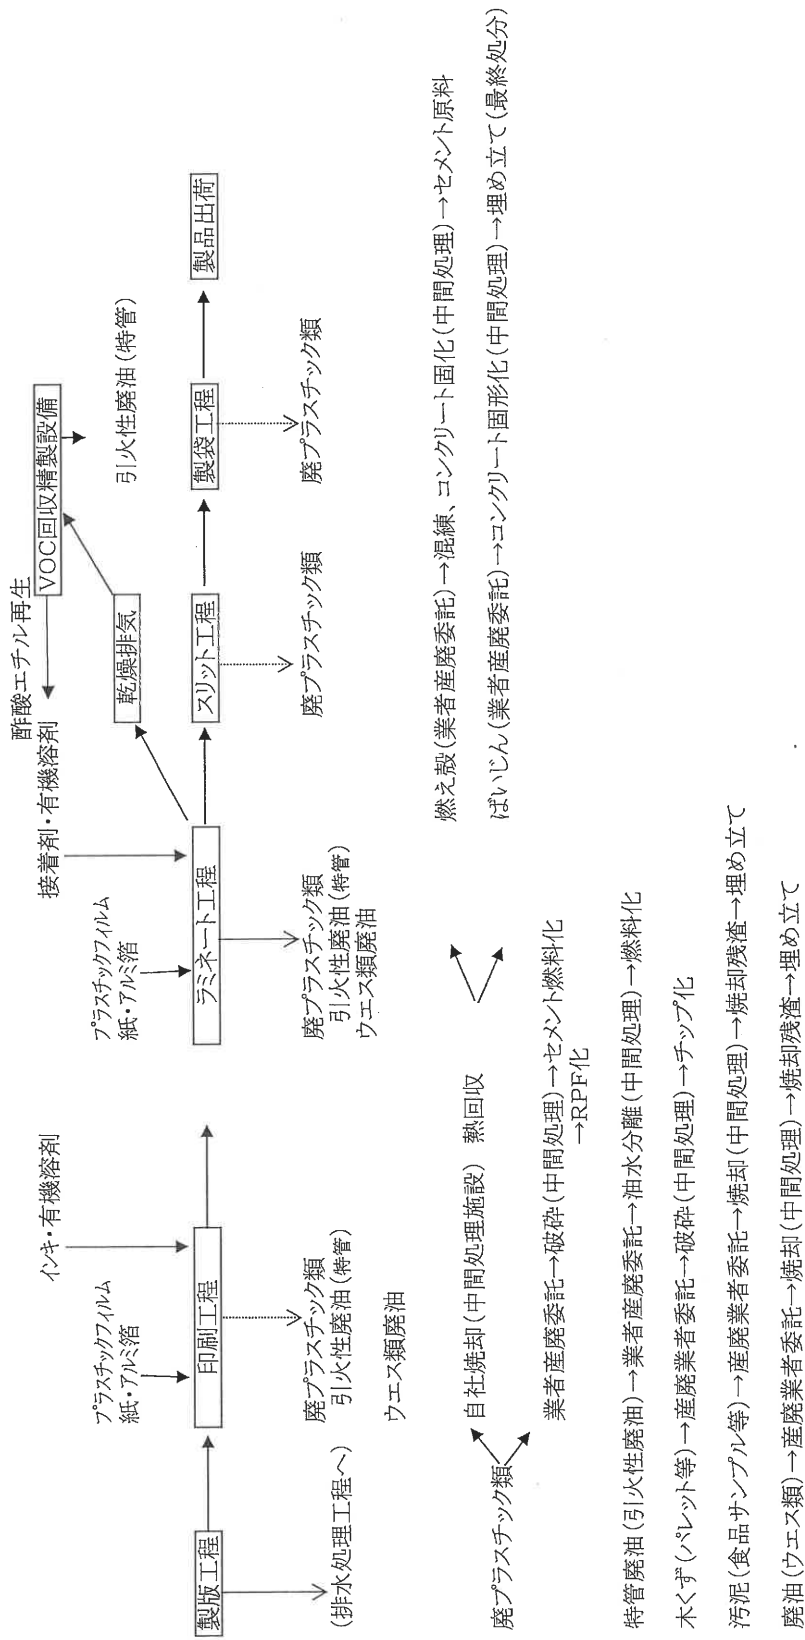 酢酸エチル再生
VOC回収精製設備
インキ・有機溶剤
接着剤・有機溶剤
プラスチックフィルム
紙・アルミ箔
プラスチックフィルム
紙・アルミ箔
乾燥排気
引火性廃油(特管)
製版工程
印刷工程
ラミネート工程
スリット工程
製袋工程
製品出荷
(排水処理工程へ)
廃プラスチック類
引火性廃油(特管)
ウエス類廃油
廃プラスチック類
引火性廃油(特管)
ウエス類廃油
廃プラスチック類
廃プラスチック類
廃プラスチック類
自社焼却(中間処理施設) 熱回収
燃え殻(業者産廃委託)→混練、コンクリート固化(中間処理)→セメント原料
ばいじん(業者産廃委託)→コンクリート固形化(中間処理)→埋め立て(最終処分)
業者産廃委託→破砕(中間処理)→セメント燃料化
→RPF化
特管廃油(引火性廃油)→業者産廃委託→油水分離(中間処理)→燃料化
木くず(パレット等)→産廃業者委託→破砕(中間処理)→チップ化
汚泥(食品サンプル等)→産廃業者委託→焼却(中間処理)→焼却残渣→埋め立て
廃油(ウエス類)→産廃業者委託→焼却(中間処理)→焼却残渣→埋め立て